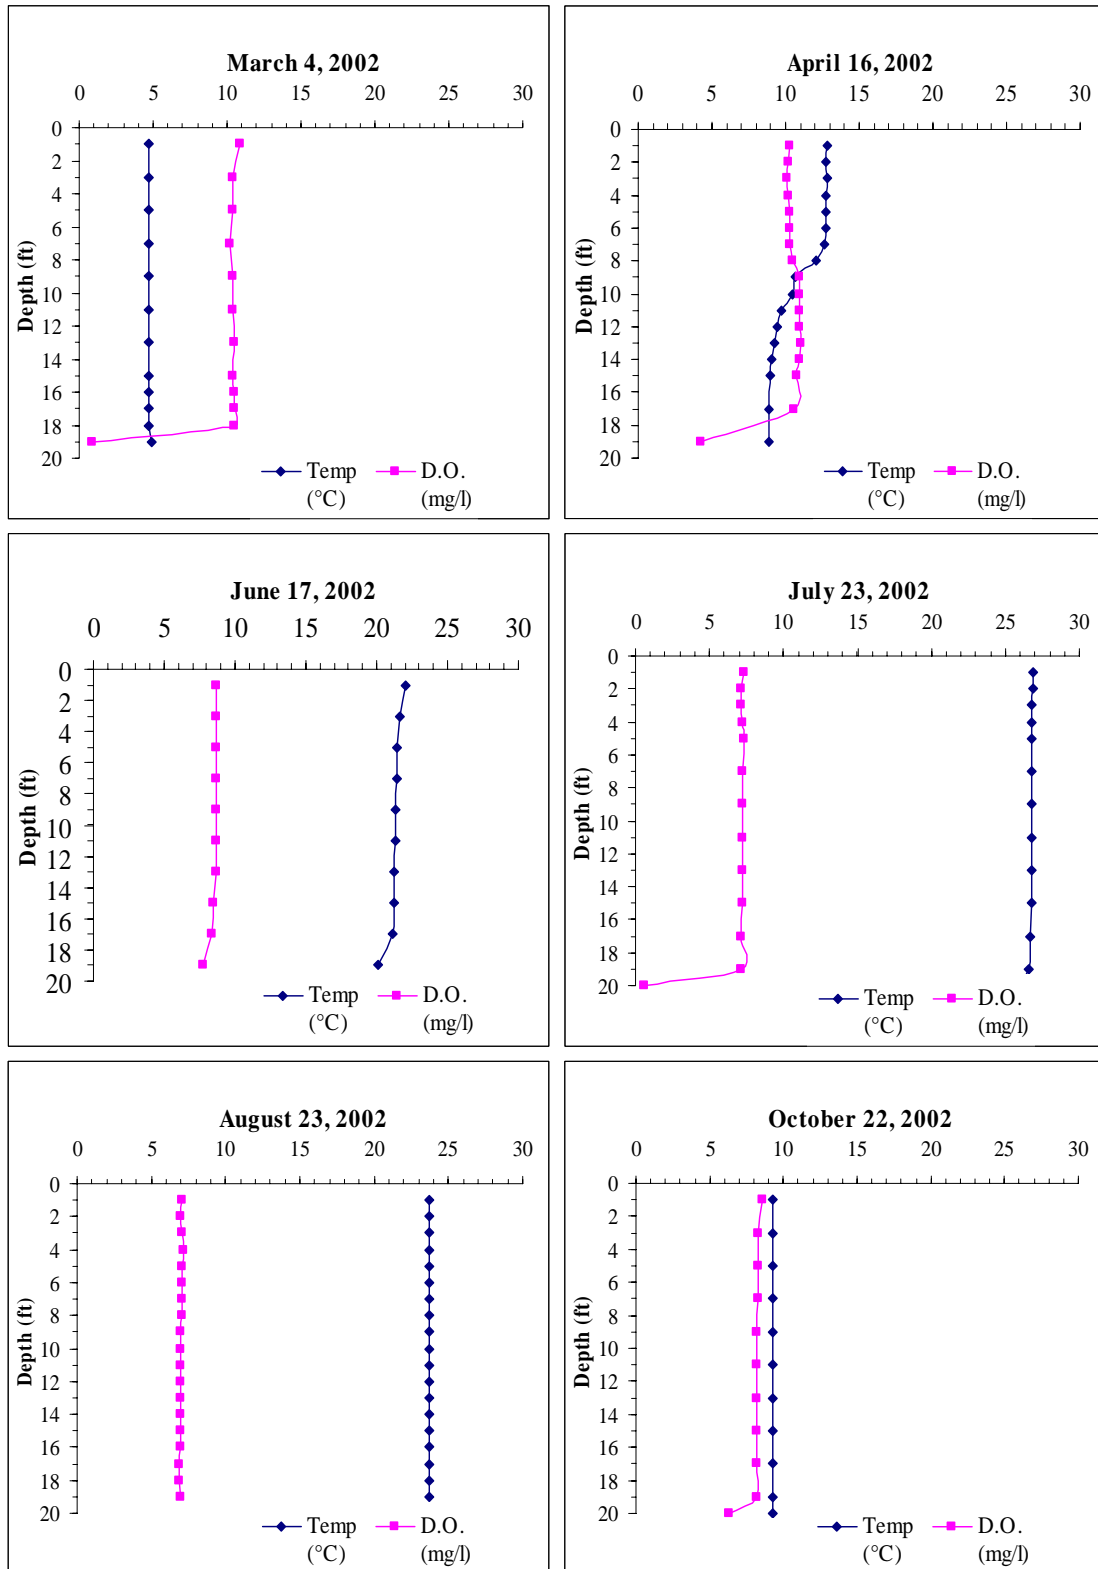 March 4, 2002
0 5 10 15 20 25 30
0
2
4
6
8
10
12
14
16
18
20
Depth (ft)
Temp (°C)
D.O. (mg/l)
April 16, 2002
0 5 10 15 20 25 30
0
2
4
6
8
10
12
14
16
18
20
Depth (ft)
Temp (°C)
D.O. (mg/l)
June 17, 2002
0 5 10 15 20 25 30
0
2
4
6
8
10
12
14
16
18
20
Depth (ft)
Temp (°C)
D.O. (mg/l)
July 23, 2002
0 5 10 15 20 25 30
0
2
4
6
8
10
12
14
16
18
20
Depth (ft)
Temp (°C)
D.O. (mg/l)
August 23, 2002
0 5 10 15 20 25 30
0
2
4
6
8
10
12
14
16
18
20
Depth (ft)
Temp (°C)
D.O. (mg/l)
October 22, 2002
0 5 10 15 20 25 30
0
2
4
6
8
10
12
14
16
18
20
Depth (ft)
Temp (°C)
D.O. (mg/l)